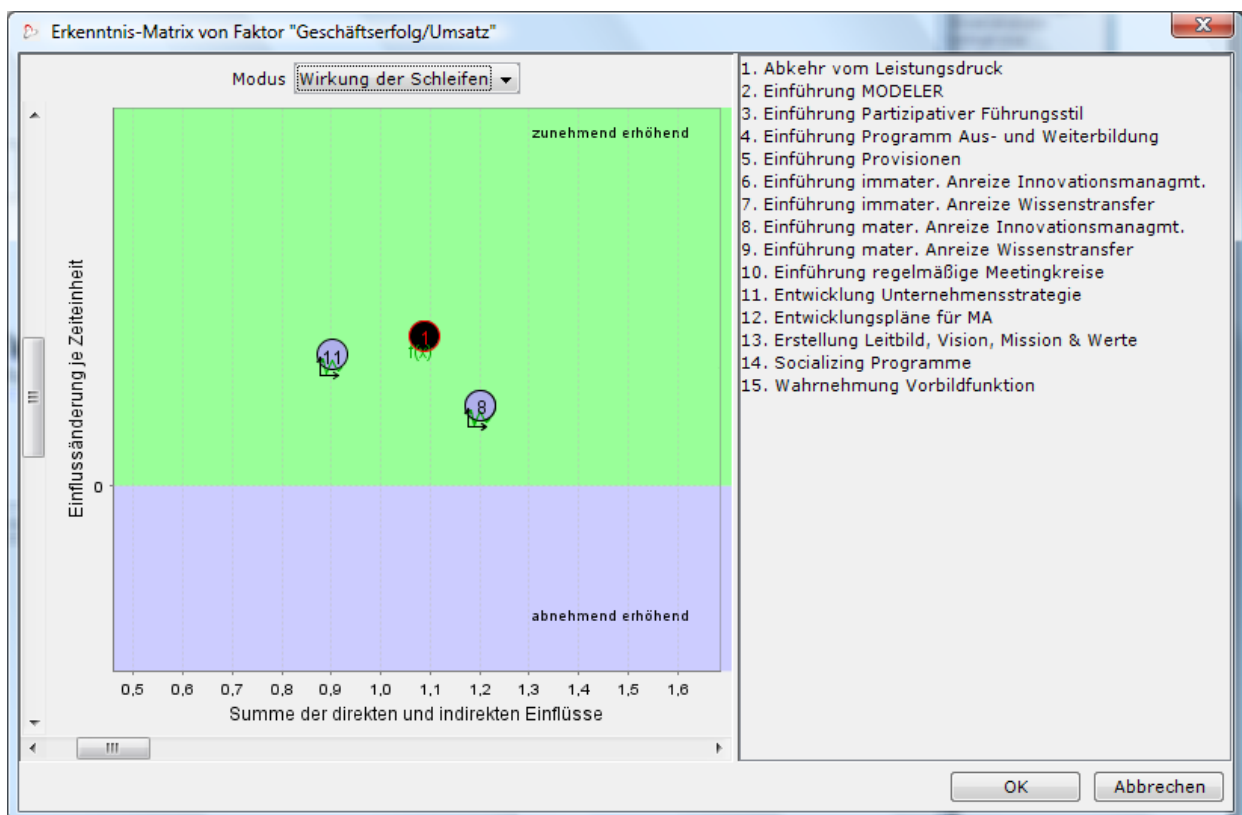 Erkenntnis-Matrix von Faktor "Geschäftserfolg/Umsatz"
Modus Wirkung der Schleifen
zunehmend erhöhend
Einflussänderung je Zeiteinheit
11
1
f(x)
8
0
abnehmend erhöhend
0,5 0,6 0,7 0,8 0,9 1,0 1,1 1,2 1,3 1,4 1,5 1,6
Summe der direkten und indirekten Einflüsse
1. Abkehr vom Leistungsdruck
2. Einführung MODELER
3. Einführung Partizipativer Führungsstil
4. Einführung Programm Aus- und Weiterbildung
5. Einführung Provisionen
6. Einführung immater. Anreize Innovationsmanagmt.
7. Einführung immater. Anreize Wissenstransfer
8. Einführung mater. Anreize Innovationsmanagmt.
9. Einführung mater. Anreize Wissenstransfer
10. Einführung regelmäßige Meetingkreise
11. Entwicklung Unternehmensstrategie
12. Entwicklungspläne für MA
13. Erstellung Leitbild, Vision, Mission & Werte
14. Socializing Programme
15. Wahrnehmung Vorbildfunktion
OK Abbrechen